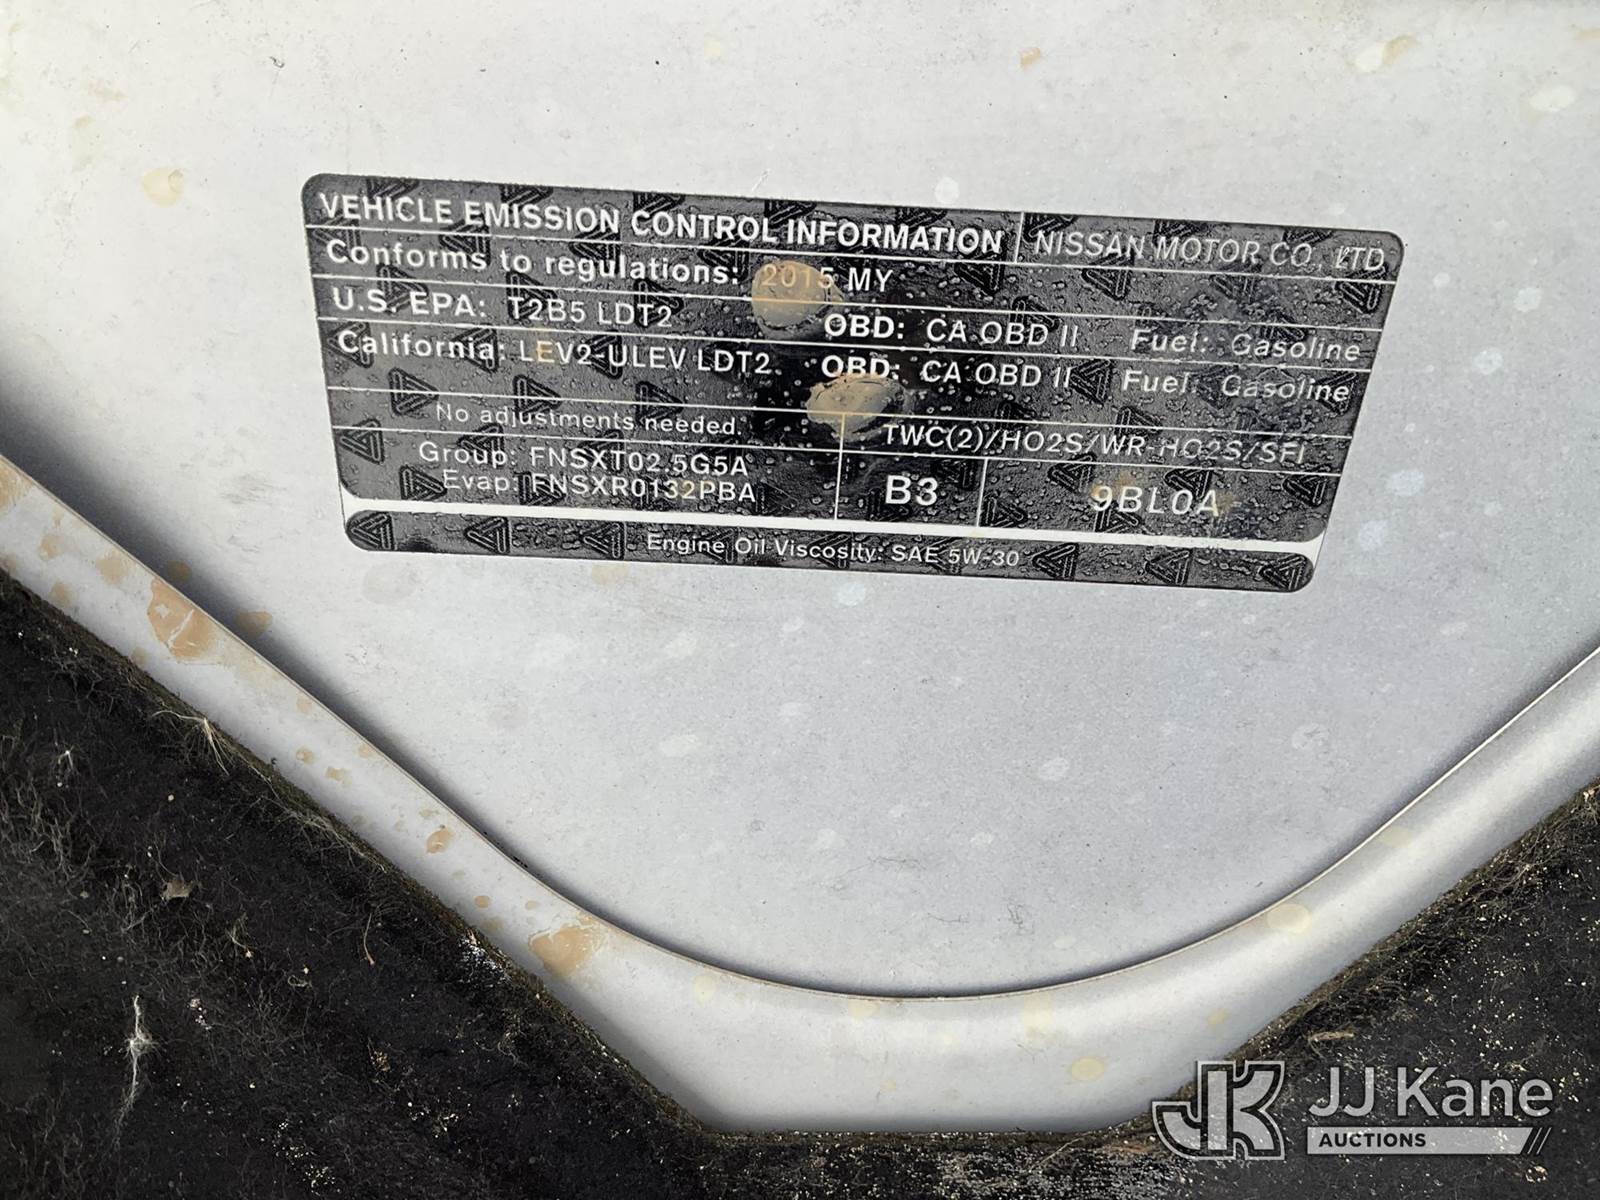 VEHICLE EMISSION CONTROL INFORMATION NISSAN MOTOR CO., LTD.
Conforms to regulations: 2015 MY
U.S. EPA: T2B5 LDT2 OBD: CA OBD II Fuel: Gasoline
California: LEV2-ULEV LDT2 OBD: CA OBD II Fuel: Gasoline
No adjustments needed. TWC(2)/HO2S/WR-HO2S/SFI
Group: FNSXT02.5G5A
Evap: FNSXR0132PBA
B3 9BL0A
Engine Oil Viscosity: SAE 5W-30
JK JJ Kane
AUCTIONS